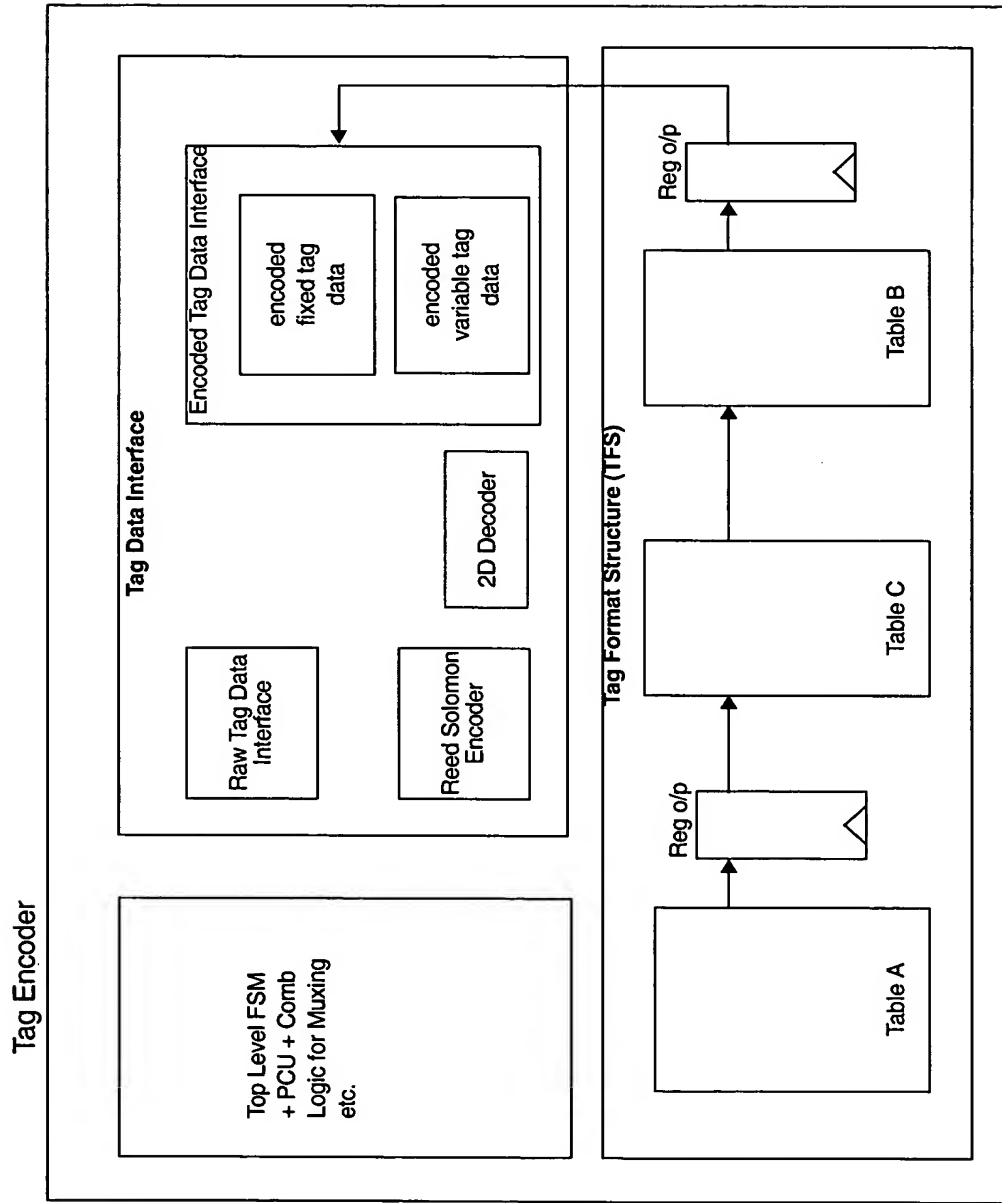 Tag Encoder
Top Level FSM
+ PCU + Comb
Logic for Muxing
etc.
Tag Data Interface
Raw Tag Data
Interface
Reed Solomon
Encoder
2D Decoder
Encoded Tag Data Interface
encoded
fixed tag
data
encoded
variable tag
data
Tag Format Structure (TFS)
Table A
Reg o/p
Table C
Table B
Reg o/p